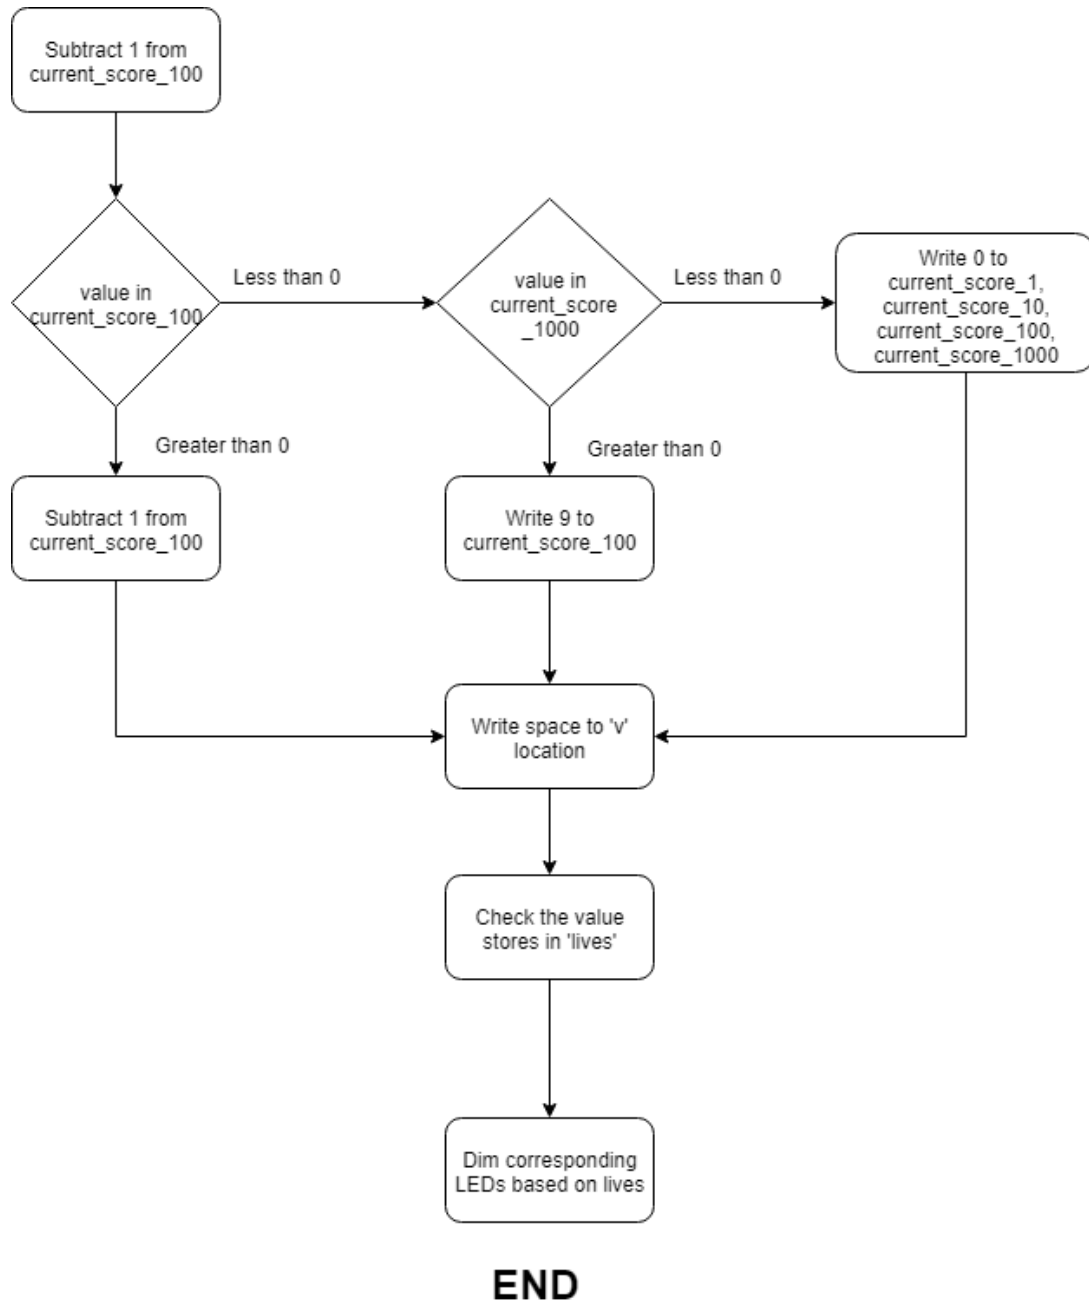 Subtract 1 from
current_score_100
value in
current_score_100
Less than 0
value in
current_score
_1000
Less than 0
Write 0 to
current_score_1,
current_score_10,
current_score_100,
current_score_1000
Greater than 0
Greater than 0
Subtract 1 from
current_score_100
Write 9 to
current_score_100
Write space to 'v'
location
Check the value
stores in 'lives'
Dim corresponding
LEDs based on lives
END